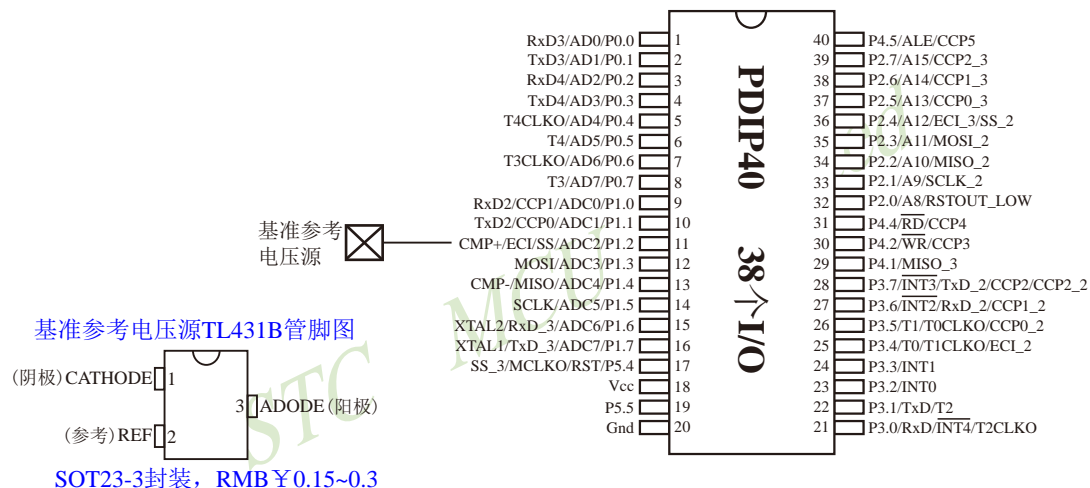 RxD3/AD0/P0.0 1
TxD3/AD1/P0.1 2
RxD4/AD2/P0.2 3
TxD4/AD3/P0.3 4
T4CLKO/AD4/P0.4 5
T4/AD5/P0.5 6
T3CLKO/AD6/P0.6 7
T3/AD7/P0.7 8
RxD2/CCP1/ADC0/P1.0 9
TxD2/CCP0/ADC1/P1.1 10
CMP+/ECI/SS/ADC2/P1.2 11
MOSI/ADC3/P1.3 12
CMP-/MISO/ADC4/P1.4 13
SCLK/ADC5/P1.5 14
XTAL2/RxD_3/ADC6/P1.6 15
XTAL1/TxD_3/ADC7/P1.7 16
SS_3/MCLKO/RST/P5.4 17
Vcc 18
P5.5 19
Gnd 20
PDIP40 38个I/O
40 P4.5/ALE/CCP5
39 P2.7/A15/CCP2_3
38 P2.6/A14/CCP1_3
37 P2.5/A13/CCP0_3
36 P2.4/A12/ECI_3/SS_2
35 P2.3/A11/MOSI_2
34 P2.2/A10/MISO_2
33 P2.1/A9/SCLK_2
32 P2.0/A8/RSTOUT_LOW
31 P4.4/RD/CCP4
30 P4.2/WR/CCP3
29 P4.1/MISO_3
28 P3.7/INT3/TxD_2/CCP2/CCP2_2
27 P3.6/INT2/RxD_2/CCP1_2
26 P3.5/T1/T0CLKO/CCP0_2
25 P3.4/T0/T1CLKO/ECI_2
24 P3.3/INT1
23 P3.2/INT0
22 P3.1/TxD/T2
21 P3.0/RxD/INT4/T2CLKO
基准参考
电压源
基准参考电压源TL431B管脚图
(阴极)CATHODE 1
3 ADODE(阳极)
(参考)REF 2
SOT23-3封装，RMB￥0.15~0.3
STC MCU